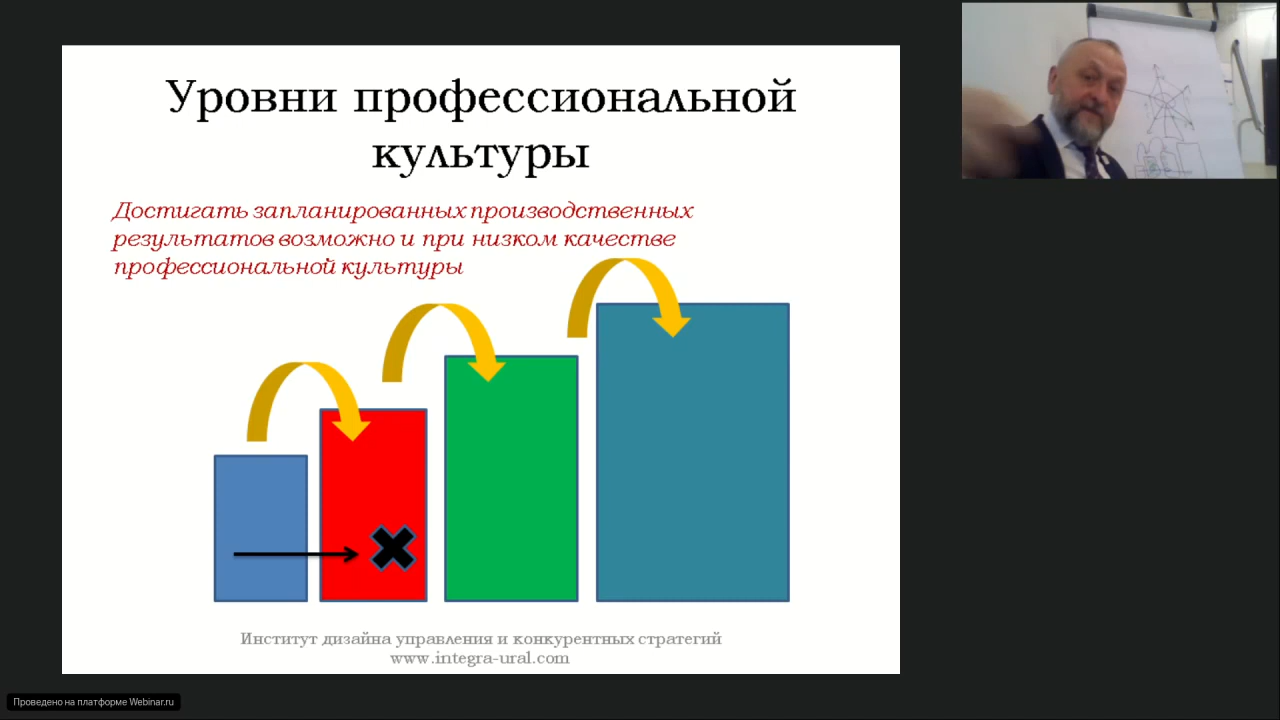 Уровни профессиональной
культуры
Достигать запланированных производственных
результатов возможно и при низком качестве
профессиональной культуры
Институт дизайна управления и конкурентных стратегий
www.integra-ural.com
Проведено на платформе Webinar.ru